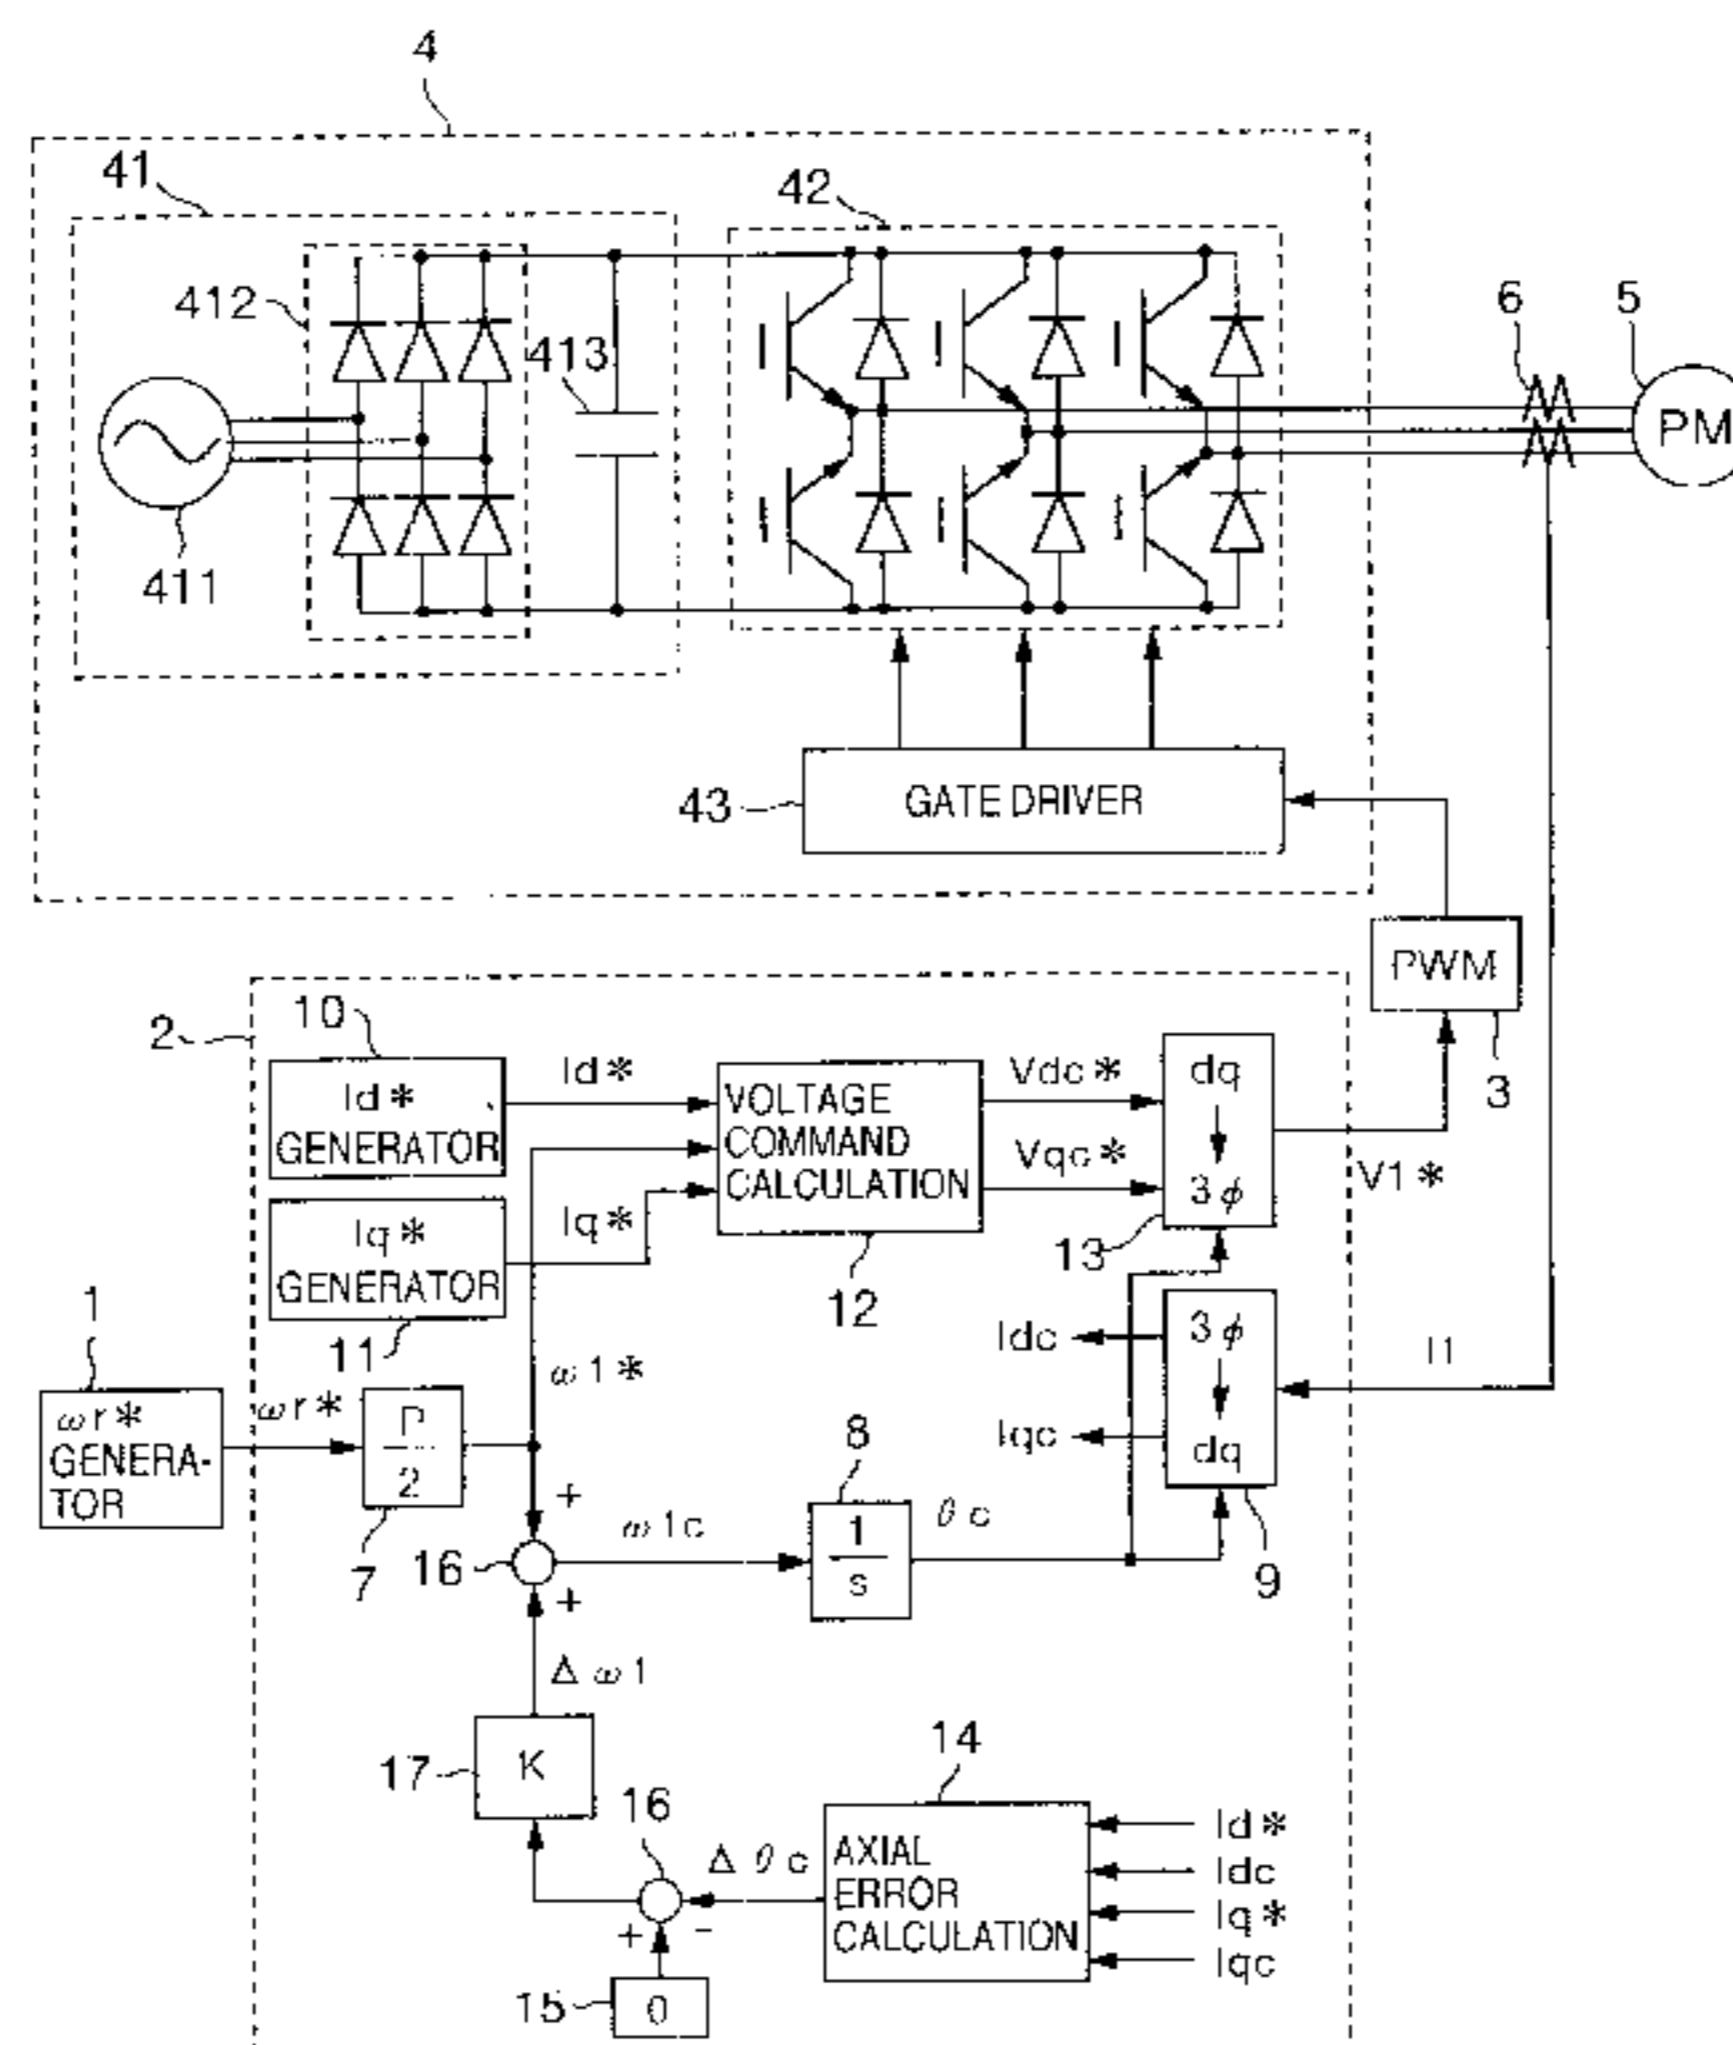 4
41
42
412
413
6
5
PM
411
43
GATE DRIVER
PWM
3
2
10
Id*
GENERATOR
Id*
VOLTAGE
COMMAND
CALCULATION
12
Vdc*
Vqc*
dq
3φ
13
V1*
Iq*
GENERATOR
11
Iq*
1
ωr*
GENERA-
TOR
ωr*
P
2
7
ω1*
Idc
Iqc
3φ
dq
9
I1
+
16
+
ω1c
8
1
s
θc
Δω1
17
K
16
+
-
Δθc
14
AXIAL
ERROR
CALCULATION
Id*
Idc
Iq*
Iqc
15
0